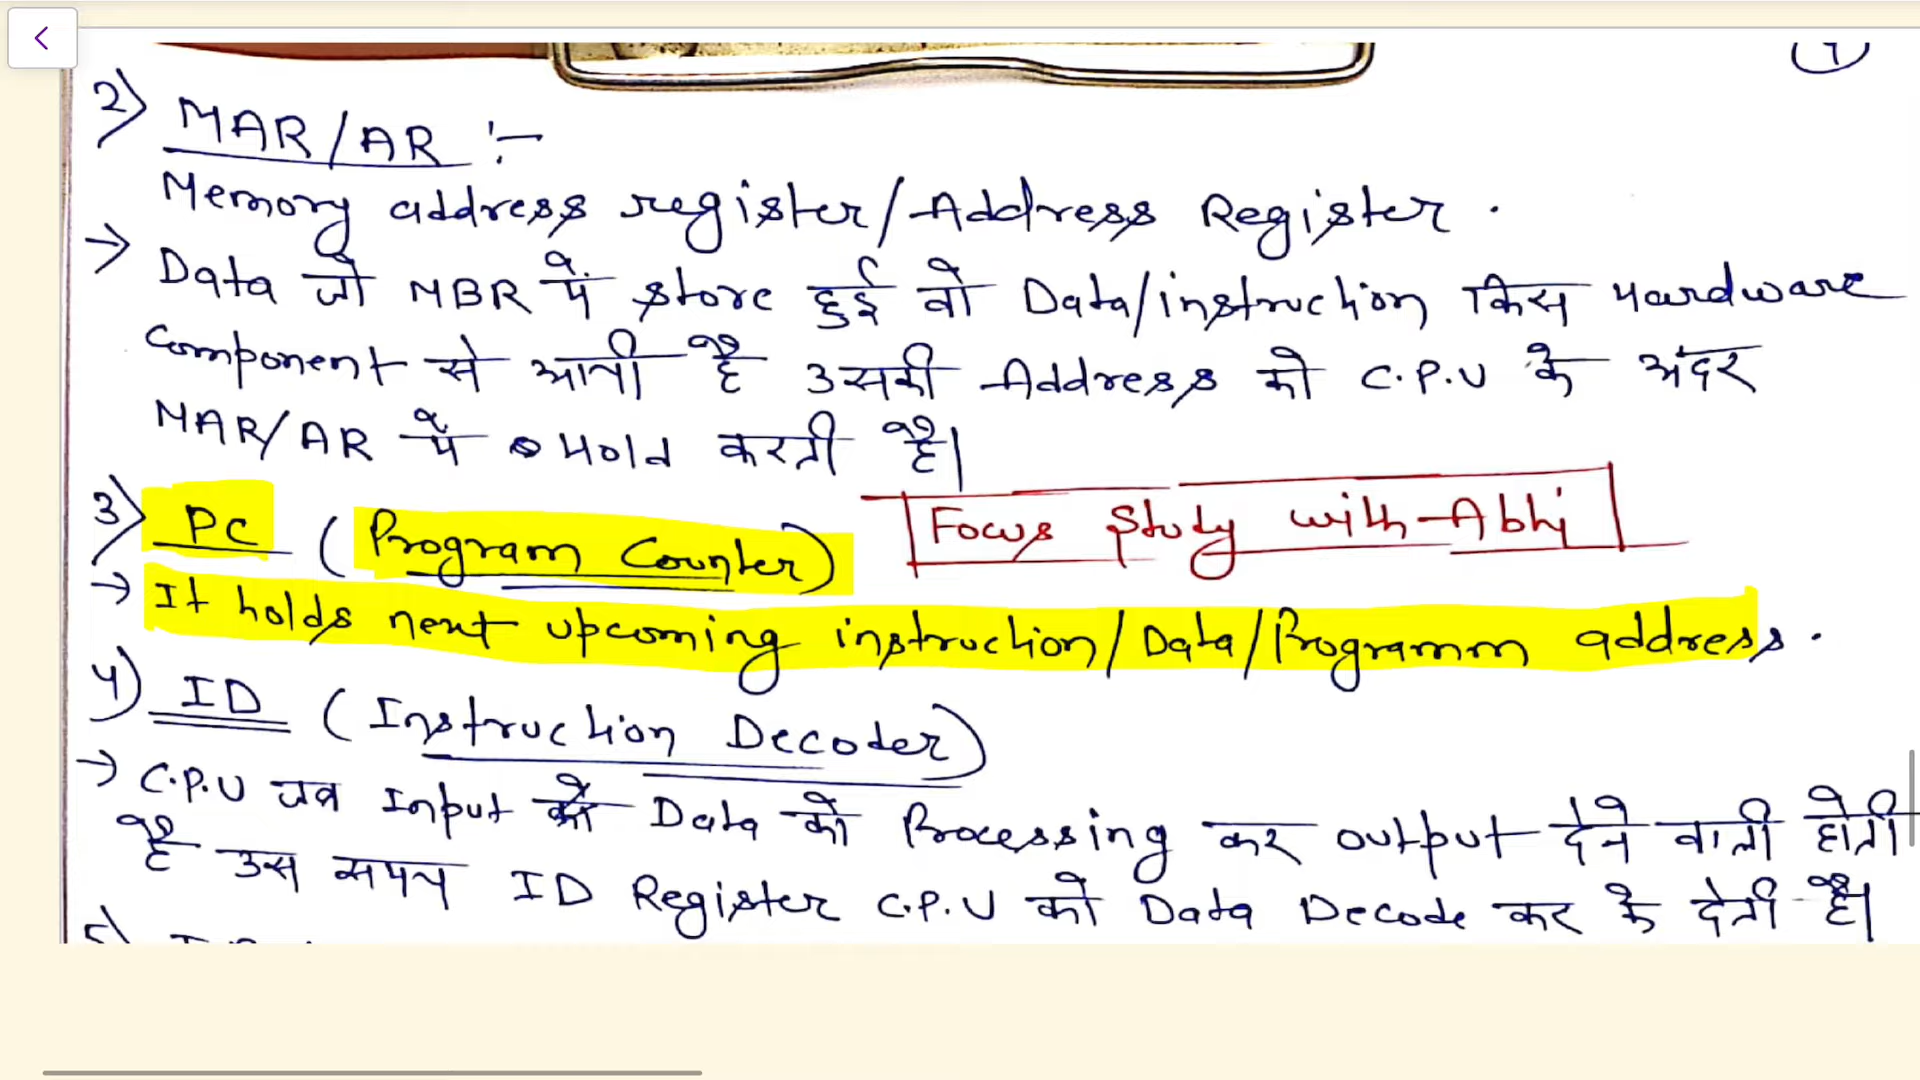 2) MAR/AR :-
Memory address register/Address Register.
→ Data जो MBR में store हुई वो Data/instruction किस Hardware
Component से आती है उसकी Address को C.P.U के अंदर
MAR/AR में Hold करती है।
3) PC (Program Counter)
Focus Study with Abhi
→ It holds next upcoming instruction/Data/Programm address.
4) ID (Instruction Decoder)
→ C.P.U जब Input के Data को Processing कर output देने वाली होती
है उस समय ID Register C.P.U को Data Decode कर के देती है।
5)